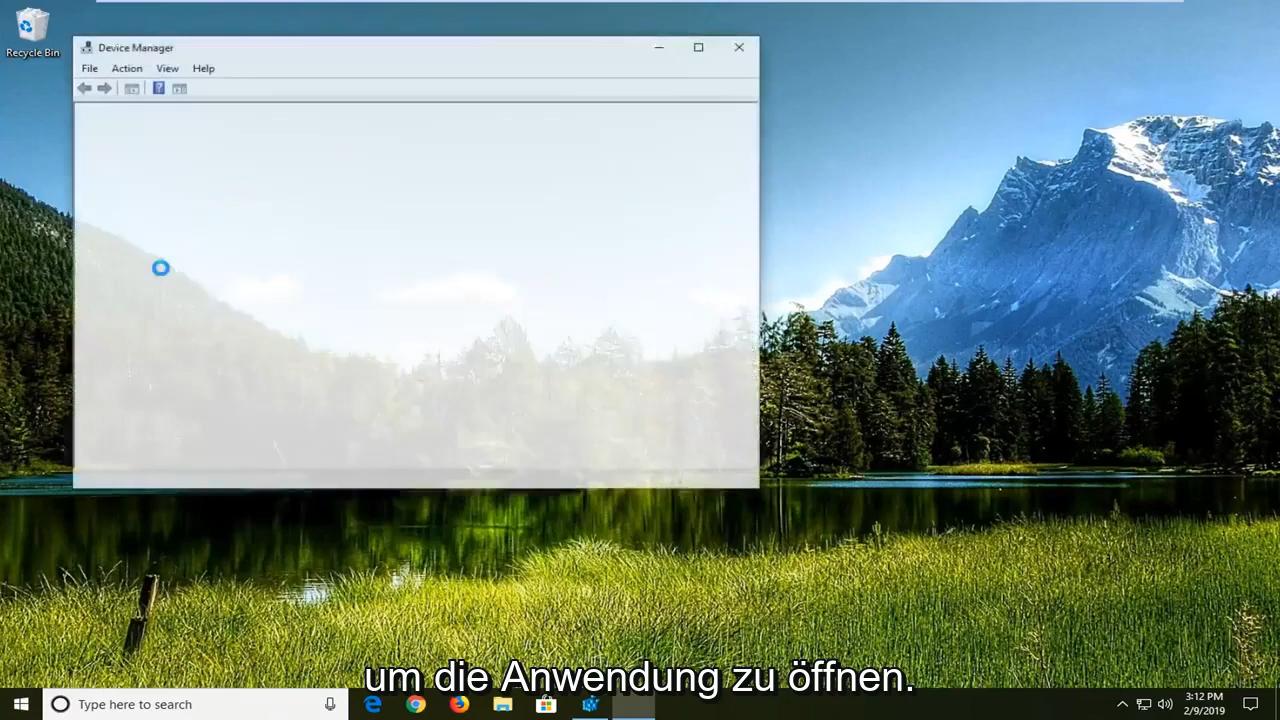 Recycle Bin
Device Manager
File Action View Help
um die Anwendung zu öffnen.
Type here to search
3:12 PM
2/9/2019